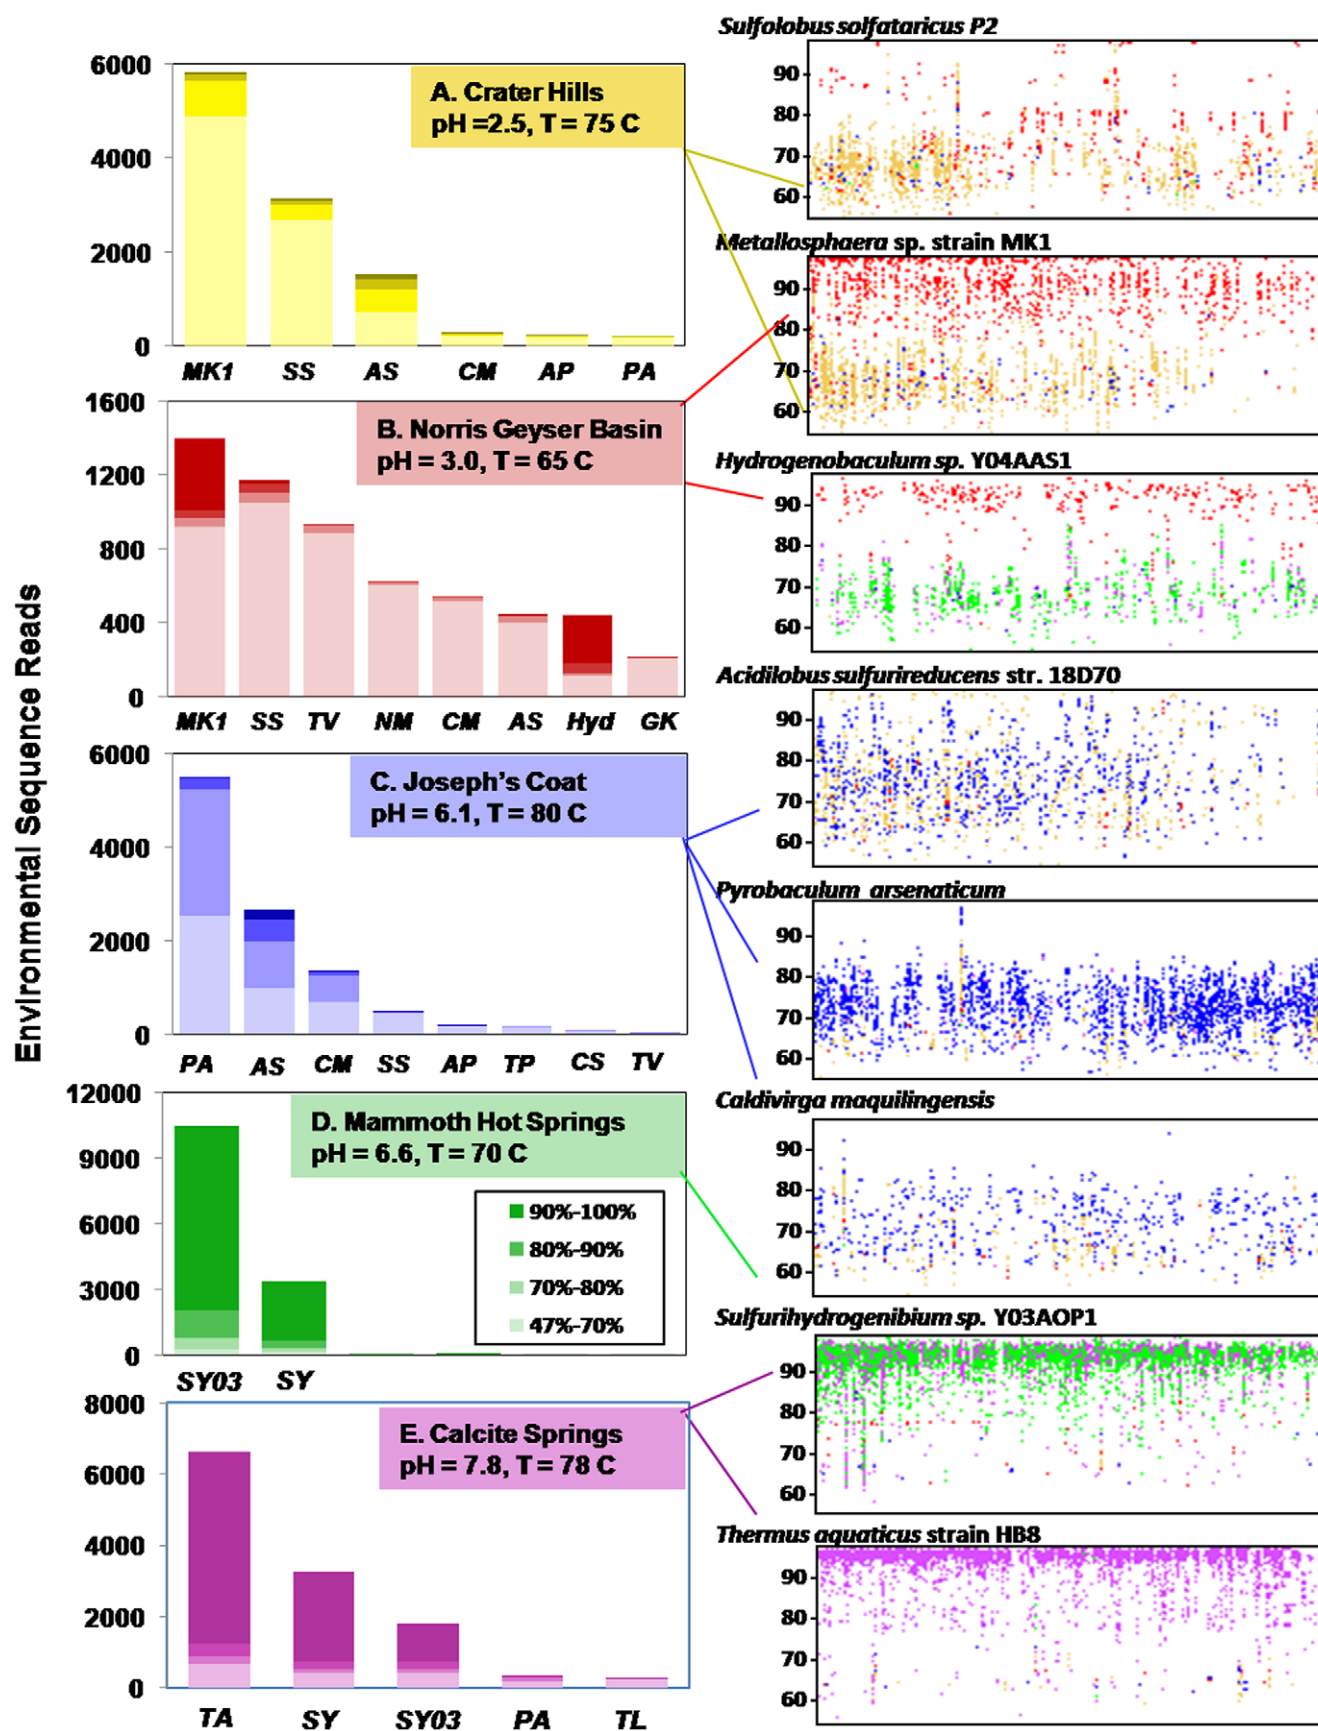 Environmental Sequence Reads
6000
4000
2000
0
A. Crater Hills
pH =2.5, T = 75 C
MK1 SS AS CM AP PA
1600
1200
800
400
0
B. Norris Geyser Basin
pH = 3.0, T = 65 C
MK1 SS TV NM CM AS Hyd GK
6000
4000
2000
0
C. Joseph's Coat
pH = 6.1, T = 80 C
PA AS CM SS AP TP CS TV
12000
9000
6000
3000
0
D. Mammoth Hot Springs
pH = 6.6, T = 70 C
90%-100%
80%-90%
70%-80%
47%-70%
SY03 SY
8000
6000
4000
2000
0
E. Calcite Springs
pH = 7.8, T = 78 C
TA SY SY03 PA TL
Sulfolobus solfataricus P2
90
80
70
60
Metallosphaera sp. strain MK1
90
80
70
60
Hydrogenobaculum sp. Y04AAS1
90
80
70
60
Acidilobus sulfurireducens str. 18D70
90
80
70
60
Pyrobaculum arsenaticum
90
80
70
60
Caldivirga maquilingensis
90
80
70
60
Sulfurihydrogenibium sp. Y03AOP1
90
80
70
60
Thermus aquaticus strain HB8
90
80
70
60